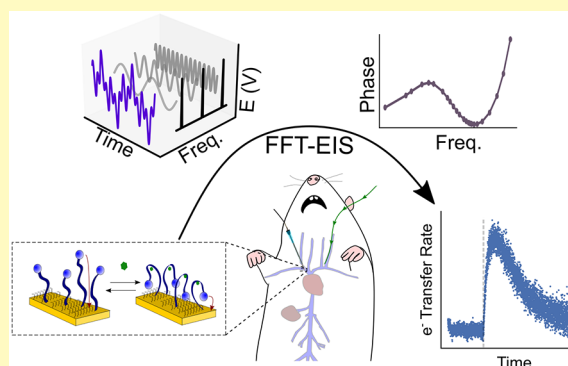 E (V)
Time
Freq.
Phase
Freq.
FFT-EIS
e⁻ Transfer Rate
Time